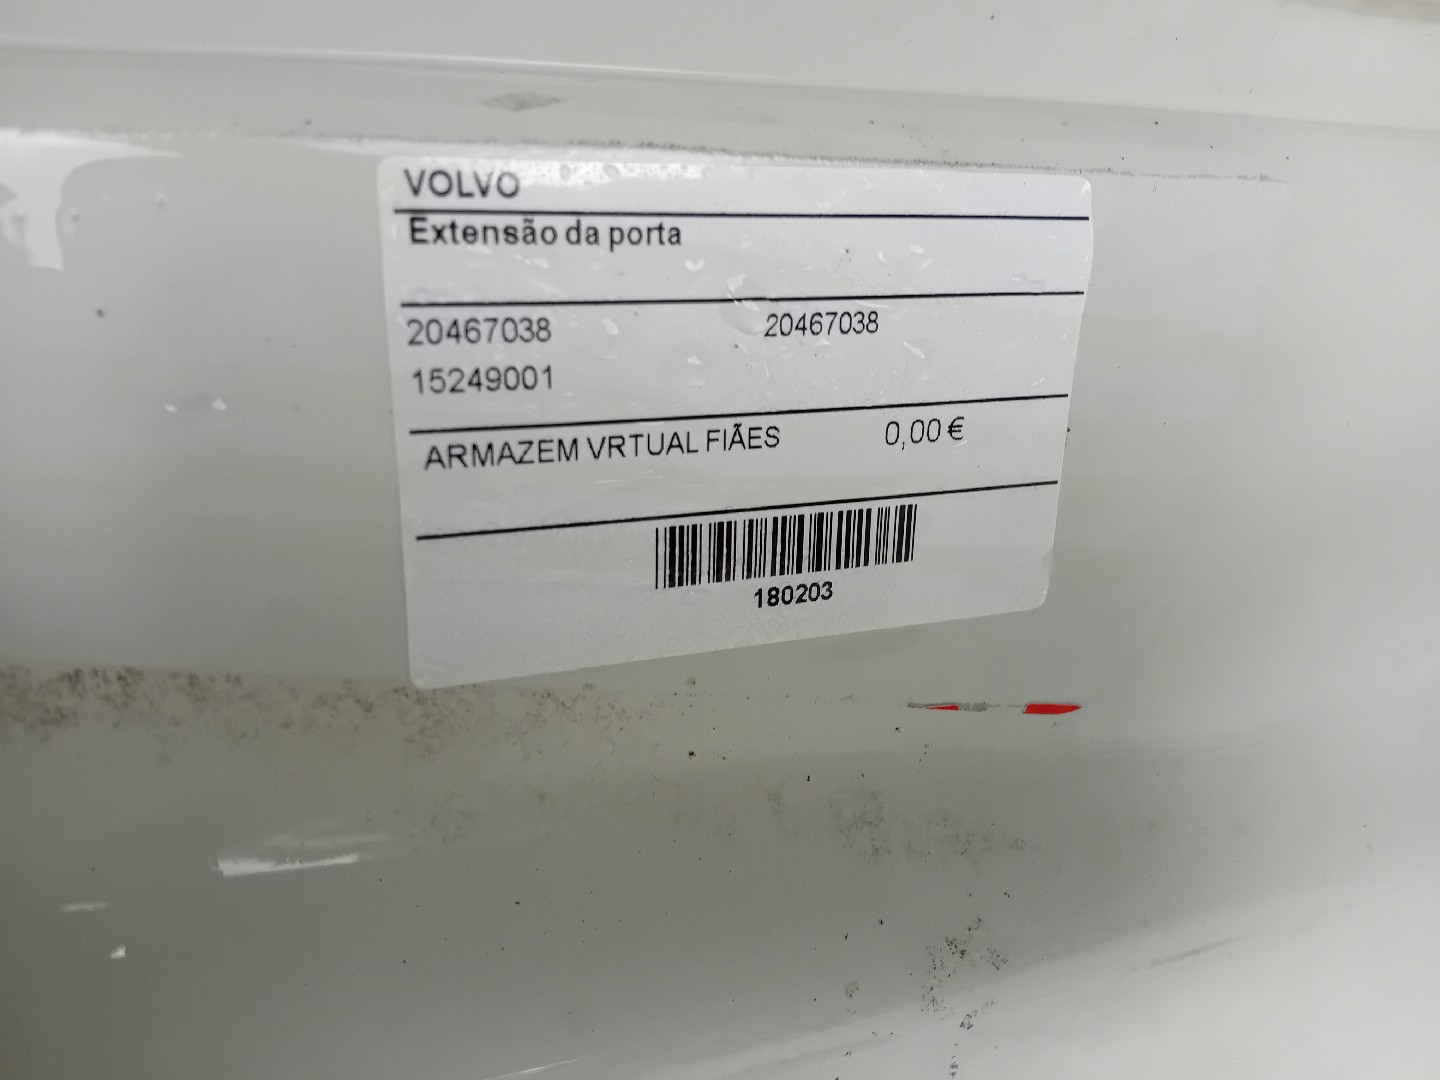 VOLVO
Extensão da porta
20467038 20467038
15249001
ARMAZEM VRTUAL FIÃES 0,00 €
180203